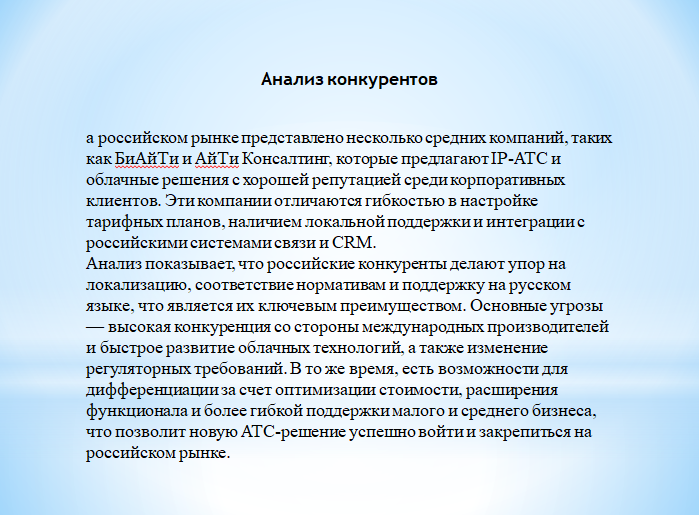 Анализ конкурентов
а российском рынке представлено несколько средних компаний, таких
как БиАйТи и АйТи Консалтинг, которые предлагают IP-АТС и
облачные решения с хорошей репутацией среди корпоративных
клиентов. Эти компании отличаются гибкостью в настройке
тарифных планов, наличием локальной поддержки и интеграции с
российскими системами связи и CRM.
Анализ показывает, что российские конкуренты делают упор на
локализацию, соответствие нормативам и поддержку на русском
языке, что является их ключевым преимуществом. Основные угрозы
— высокая конкуренция со стороны международных производителей
и быстрое развитие облачных технологий, а также изменение
регуляторных требований. В то же время, есть возможности для
дифференциации за счет оптимизации стоимости, расширения
функционала и более гибкой поддержки малого и среднего бизнеса,
что позволит новую АТС-решение успешно войти и закрепиться на
российском рынке.